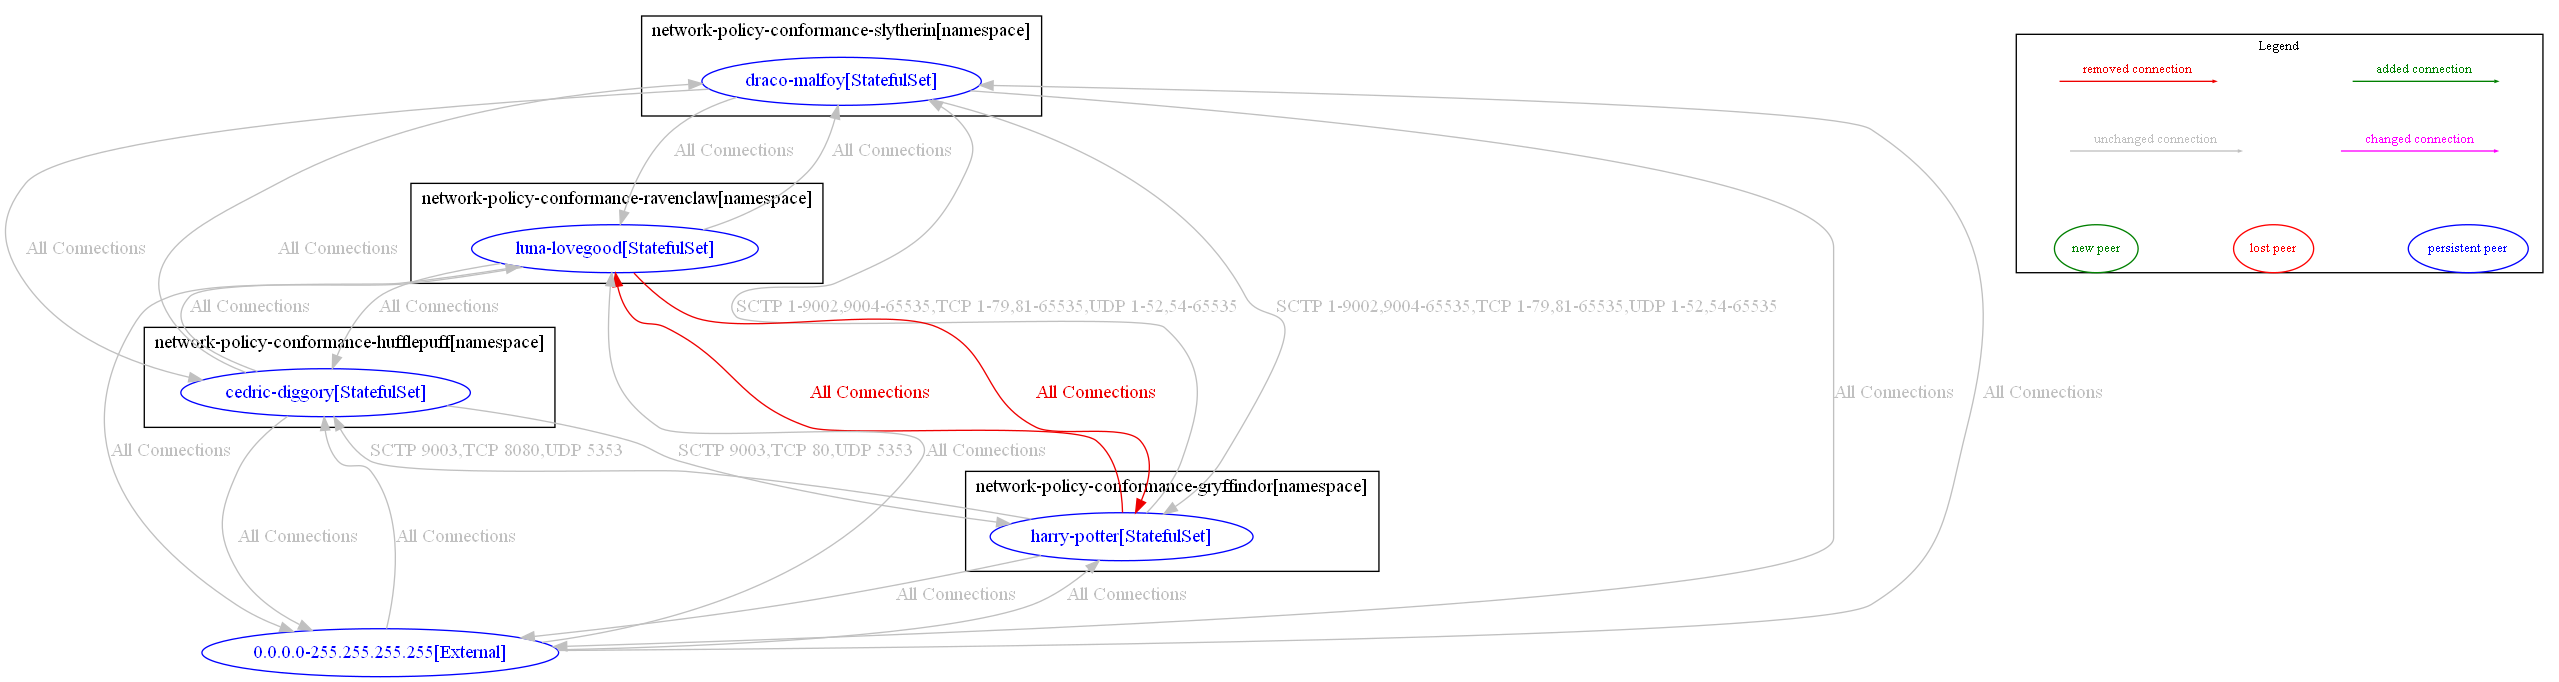 network-policy-conformance-slytherin[namespace]
draco-malfoy[StatefulSet]
Legend
removed connection
added connection
unchanged connection
changed connection
new peer
lost peer
persistent peer
All Connections
All Connections
network-policy-conformance-ravenclaw[namespace]
luna-lovegood[StatefulSet]
All Connections
All Connections
All Connections
All Connections
SCTP 1-9002,9004-65535,TCP 1-79,81-65535,UDP 1-52,54-65535
SCTP 1-9002,9004-65535,TCP 1-79,81-65535,UDP 1-52,54-65535
network-policy-conformance-hufflepuff[namespace]
cedric-diggory[StatefulSet]
All Connections
All Connections
All Connections
All Connections
All Connections
SCTP 9003,TCP 8080,UDP 5353
SCTP 9003,TCP 80,UDP 5353
All Connections
network-policy-conformance-gryffindor[namespace]
harry-potter[StatefulSet]
All Connections
All Connections
All Connections
All Connections
0.0.0.0-255.255.255.255[External]